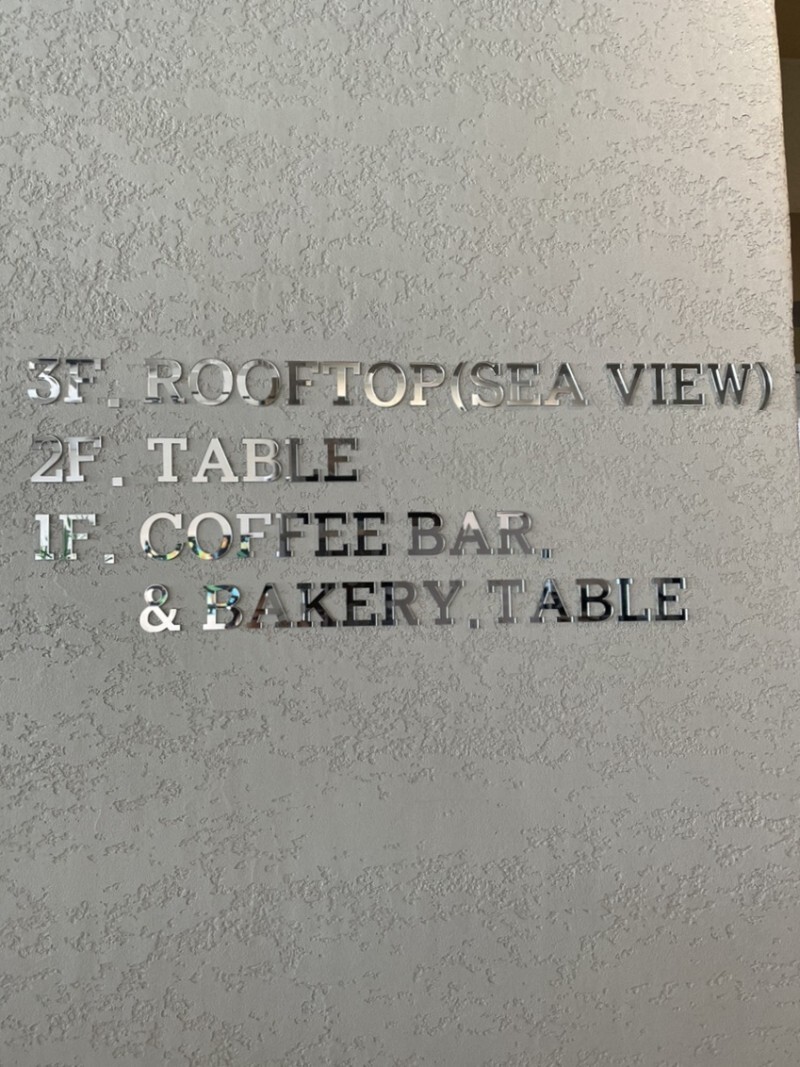 3F. ROOFTOP(SEA VIEW)
2F. TABLE
1F. COFFEE BAR.
& BAKERY.TABLE